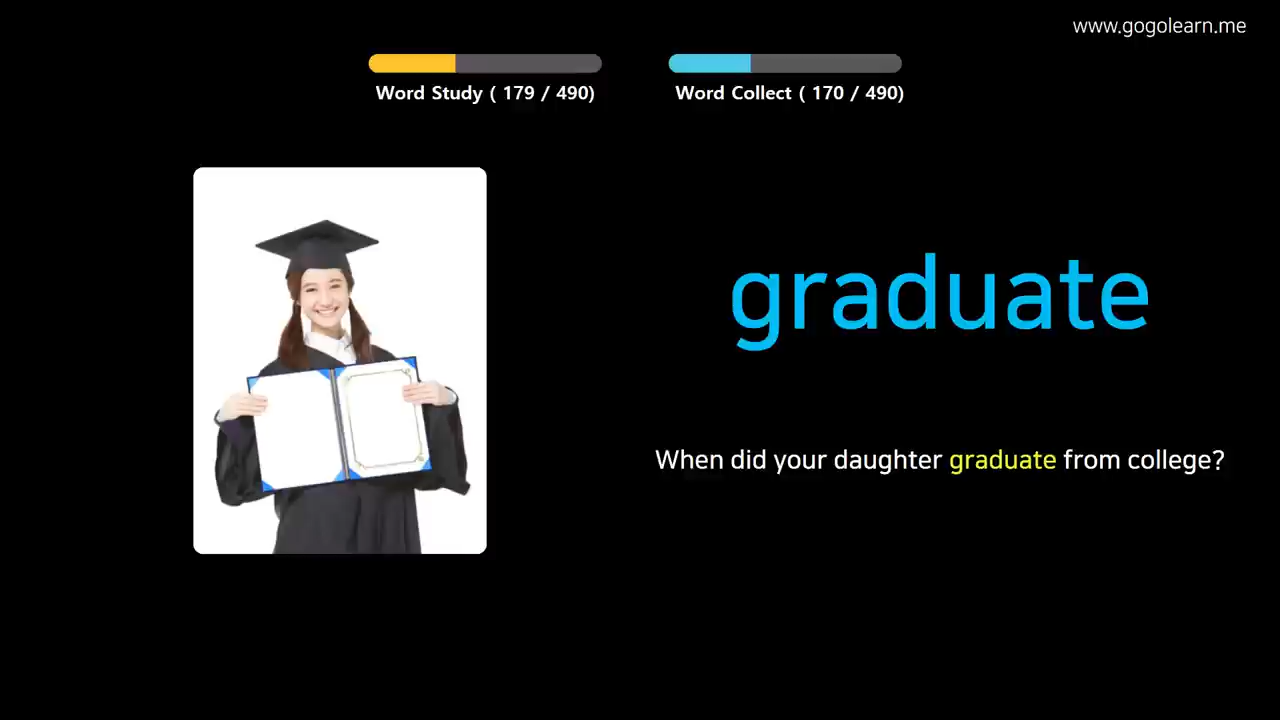 www.gogolearn.me
Word Study ( 179 / 490)
Word Collect ( 170 / 490)
graduate
When did your daughter graduate from college?